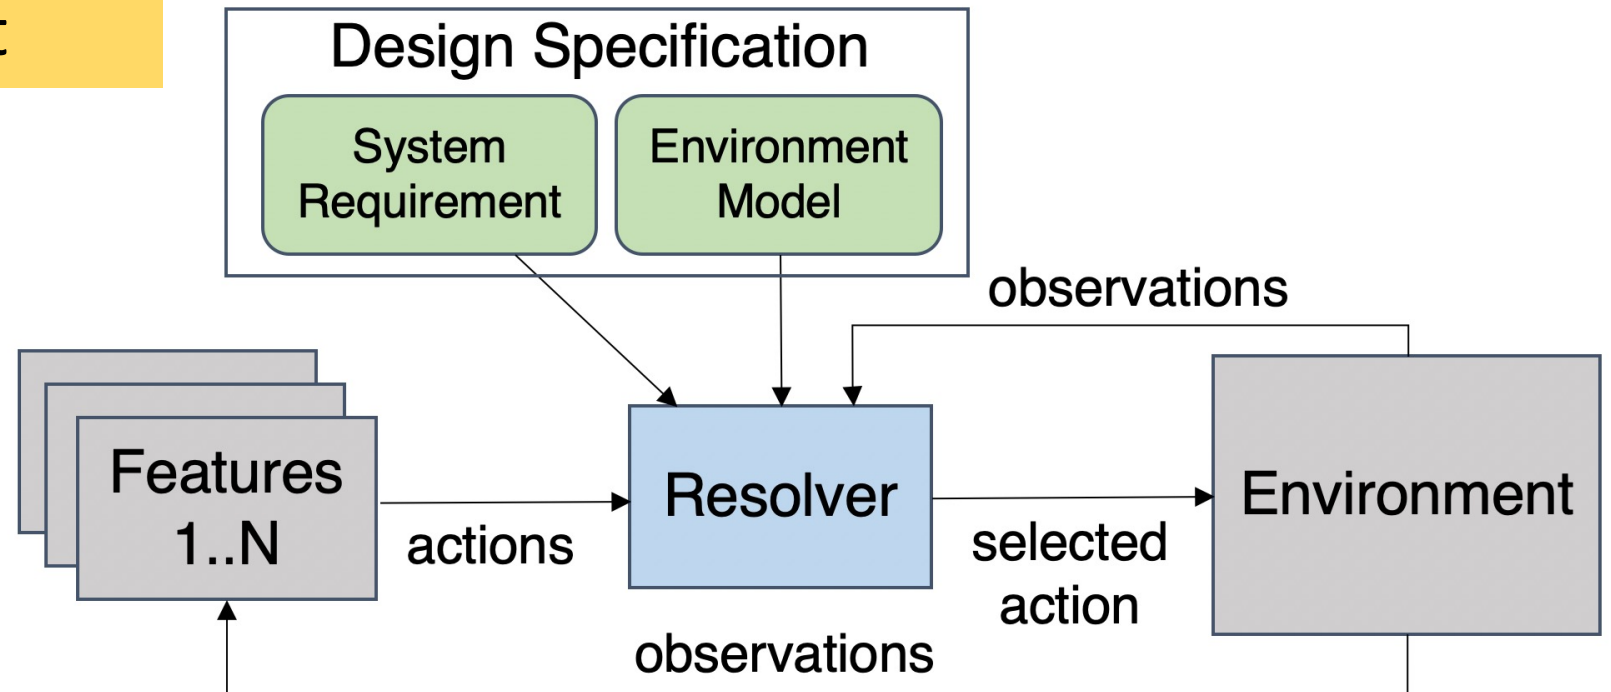 t
Design Specification
System
Requirement
Environment
Model
observations
Features
1..N
actions
Resolver
selected
action
Environment
observations